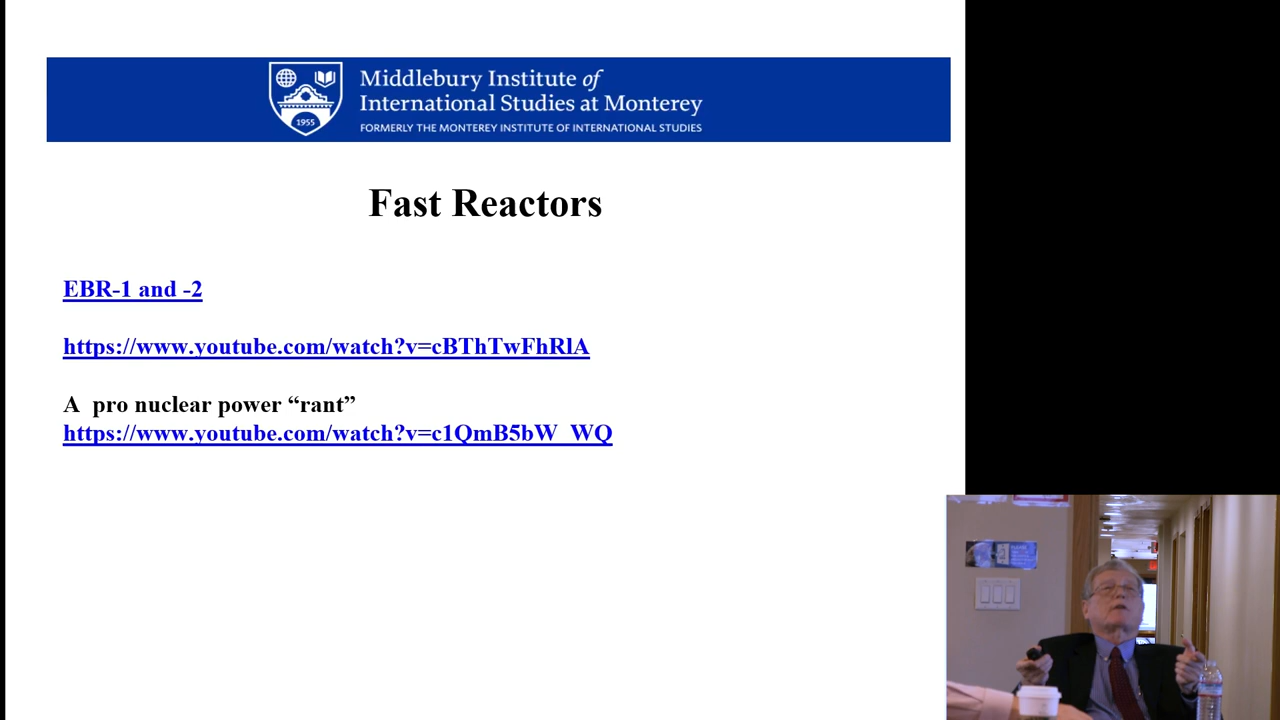 1955
Middlebury Institute of
International Studies at Monterey
FORMERLY THE MONTEREY INSTITUTE OF INTERNATIONAL STUDIES
Fast Reactors
EBR-1 and -2
https://www.youtube.com/watch?v=cBThTwFhRlA
A pro nuclear power “rant”
https://www.youtube.com/watch?v=c1QmB5bW_WQ